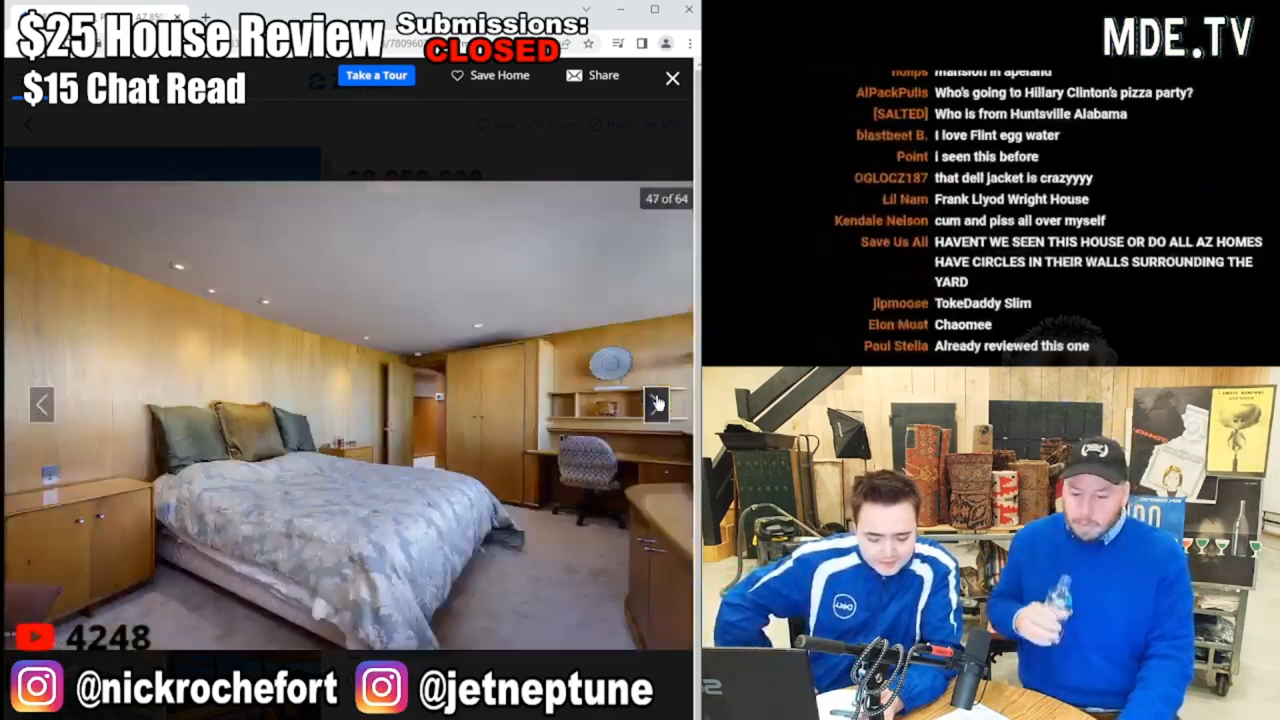 $25 House Review
Submissions:
CLOSED
$15 Chat Read
Take a Tour
Save Home
Share
47 of 64
4248
@nickrochefort
@jetneptune
MDE.TV
mansion in apeland
AlPackPulis Who's going to Hillary Clinton's pizza party?
[SALTED] Who is from Huntsville Alabama
blastbeet B. I love Flint egg water
Point i seen this before
OGLOCZ187 that dell jacket is crazyyyy
Lil Nam Frank Llyod Wright House
Kendale Nelson cum and piss all over myself
Save Us All HAVENT WE SEEN THIS HOUSE OR DO ALL AZ HOMES
HAVE CIRCLES IN THEIR WALLS SURROUNDING THE
YARD
jipmoose TokeDaddy Slim
Elon Must Chaomee
Paul Stella Already reviewed this one
DELL